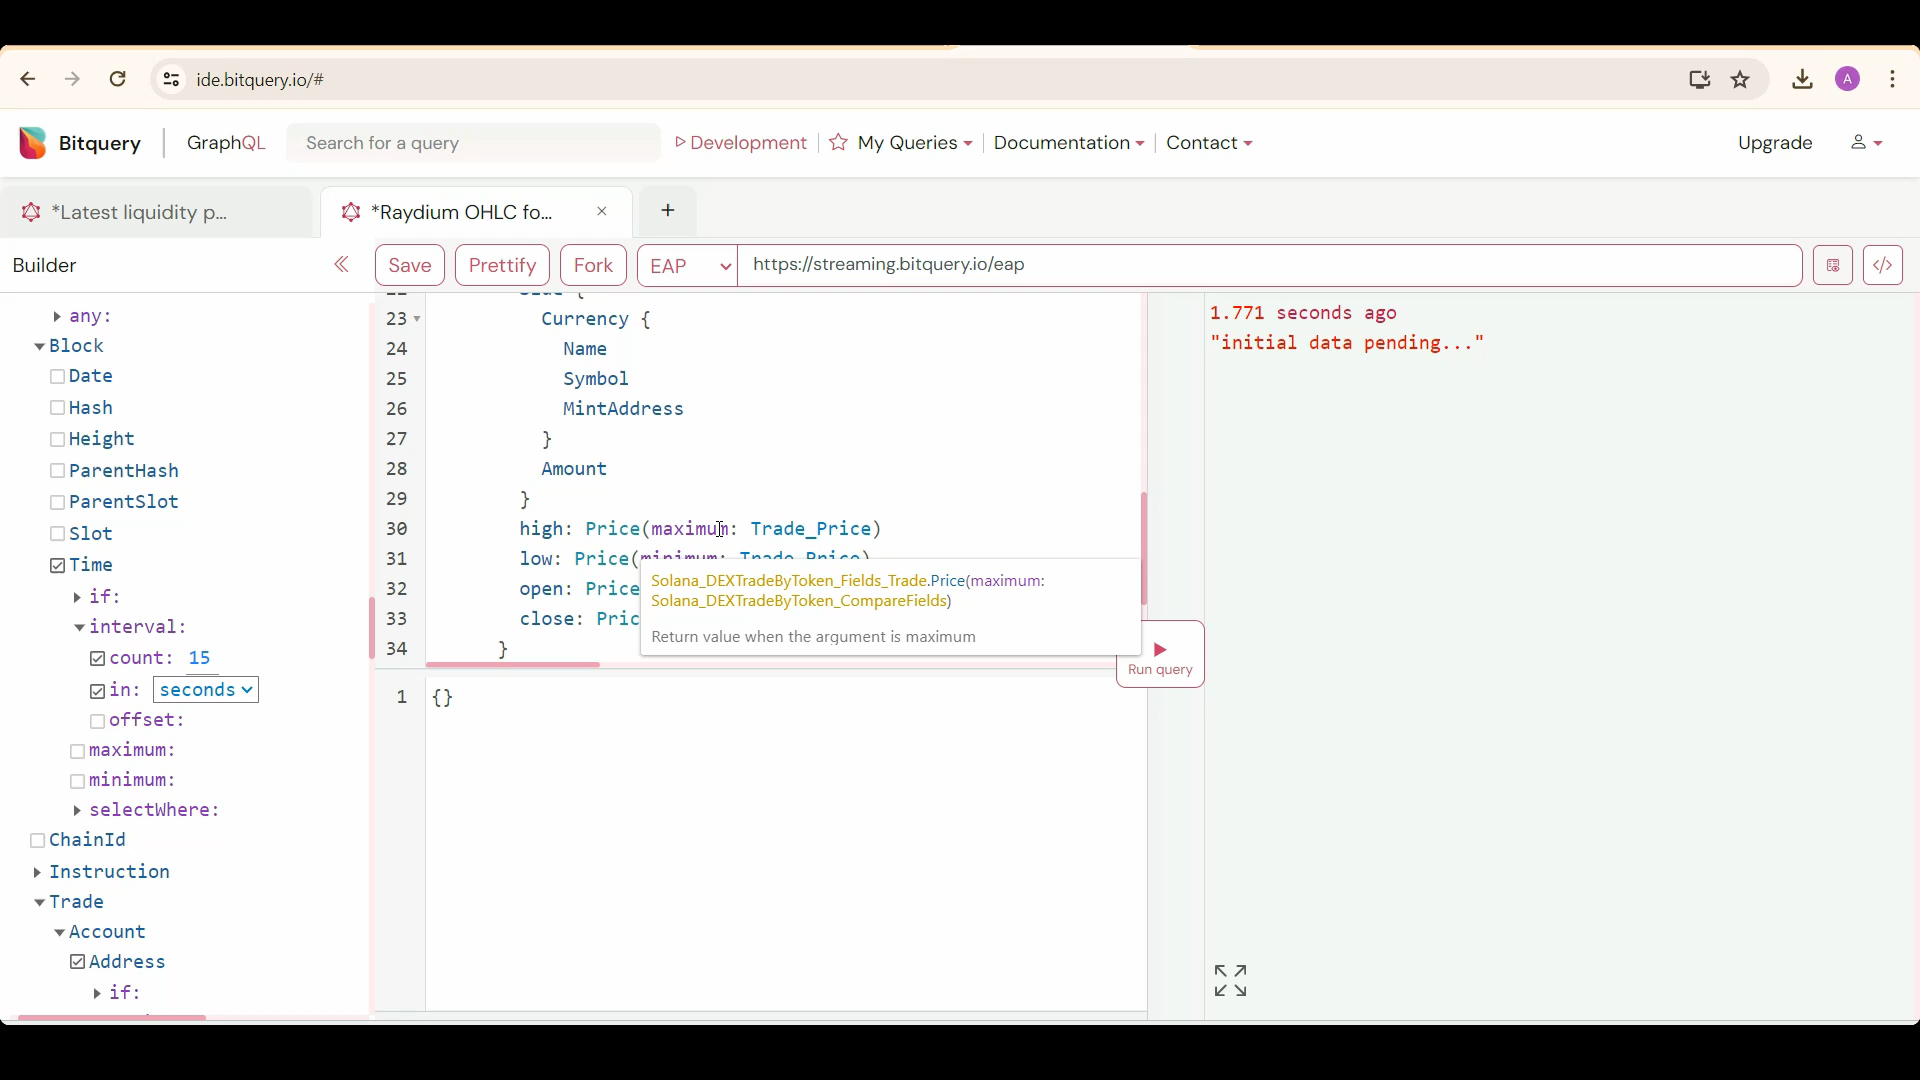 ide.bitquery.io/#
A
Bitquery
GraphQL
Search for a query
Development
My Queries
Documentation
Contact
Upgrade
*Latest liquidity p...
*Raydium OHLC fo...
×
+
Builder
Save
Prettify
Fork
EAP
https://streaming.bitquery.io/eap
</>
any:
Block
Date
Hash
Height
ParentHash
ParentSlot
Slot
Time
if:
interval:
count: 15
in: seconds
offset:
maximum:
minimum:
selectWhere:
ChainId
Instruction
Trade
Account
Address
if:
23 Currency {
24 Name
25 Symbol
26 MintAddress
27 }
28 Amount
29 }
30 high: Price(maximum: Trade_Price)
31 low: Price(minimum: Trade_Price)
32 open: Price
33 close: Pric
34 }
Solana_DEXTradeByToken_Fields_Trade.Price(maximum:
Solana_DEXTradeByToken_CompareFields)
Return value when the argument is maximum
Run query
1 {}
1.771 seconds ago
"initial data pending..."